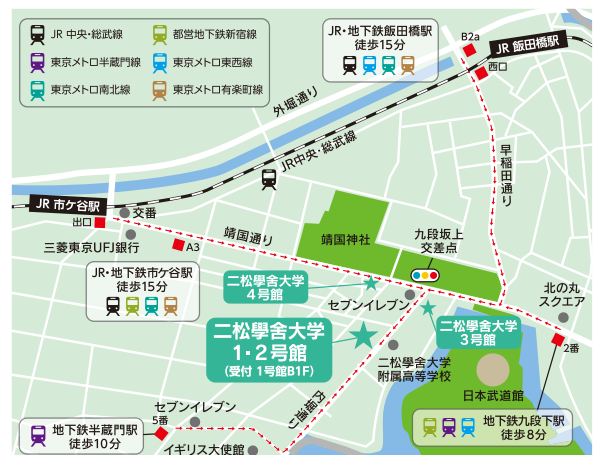 JR 中央・総武線
都営地下鉄新宿線
東京メトロ半蔵門線
東京メトロ東西線
東京メトロ南北線
東京メトロ有楽町線
JR・地下鉄飯田橋駅
徒歩15分
B2a
JR 飯田橋駅
西口
外堀通り
JR中央・総武線
早稲田通り
JR 市ケ谷駅
出口
交番
三菱東京UFJ銀行
A3
靖国通り
靖国神社
九段坂上
交差点
JR・地下鉄市ケ谷駅
徒歩15分
二松學舎大学
4号館
セブンイレブン
北の丸
スクエア
二松學舎大学
1・2号館
(受付 1号館B1F)
二松學舎大学
3号館
2番
二松學舎大学
附属高等学校
日本武道館
内堀通り
セブンイレブン
5番
地下鉄半蔵門駅
徒歩10分
イギリス大使館
地下鉄九段下駅
徒歩8分